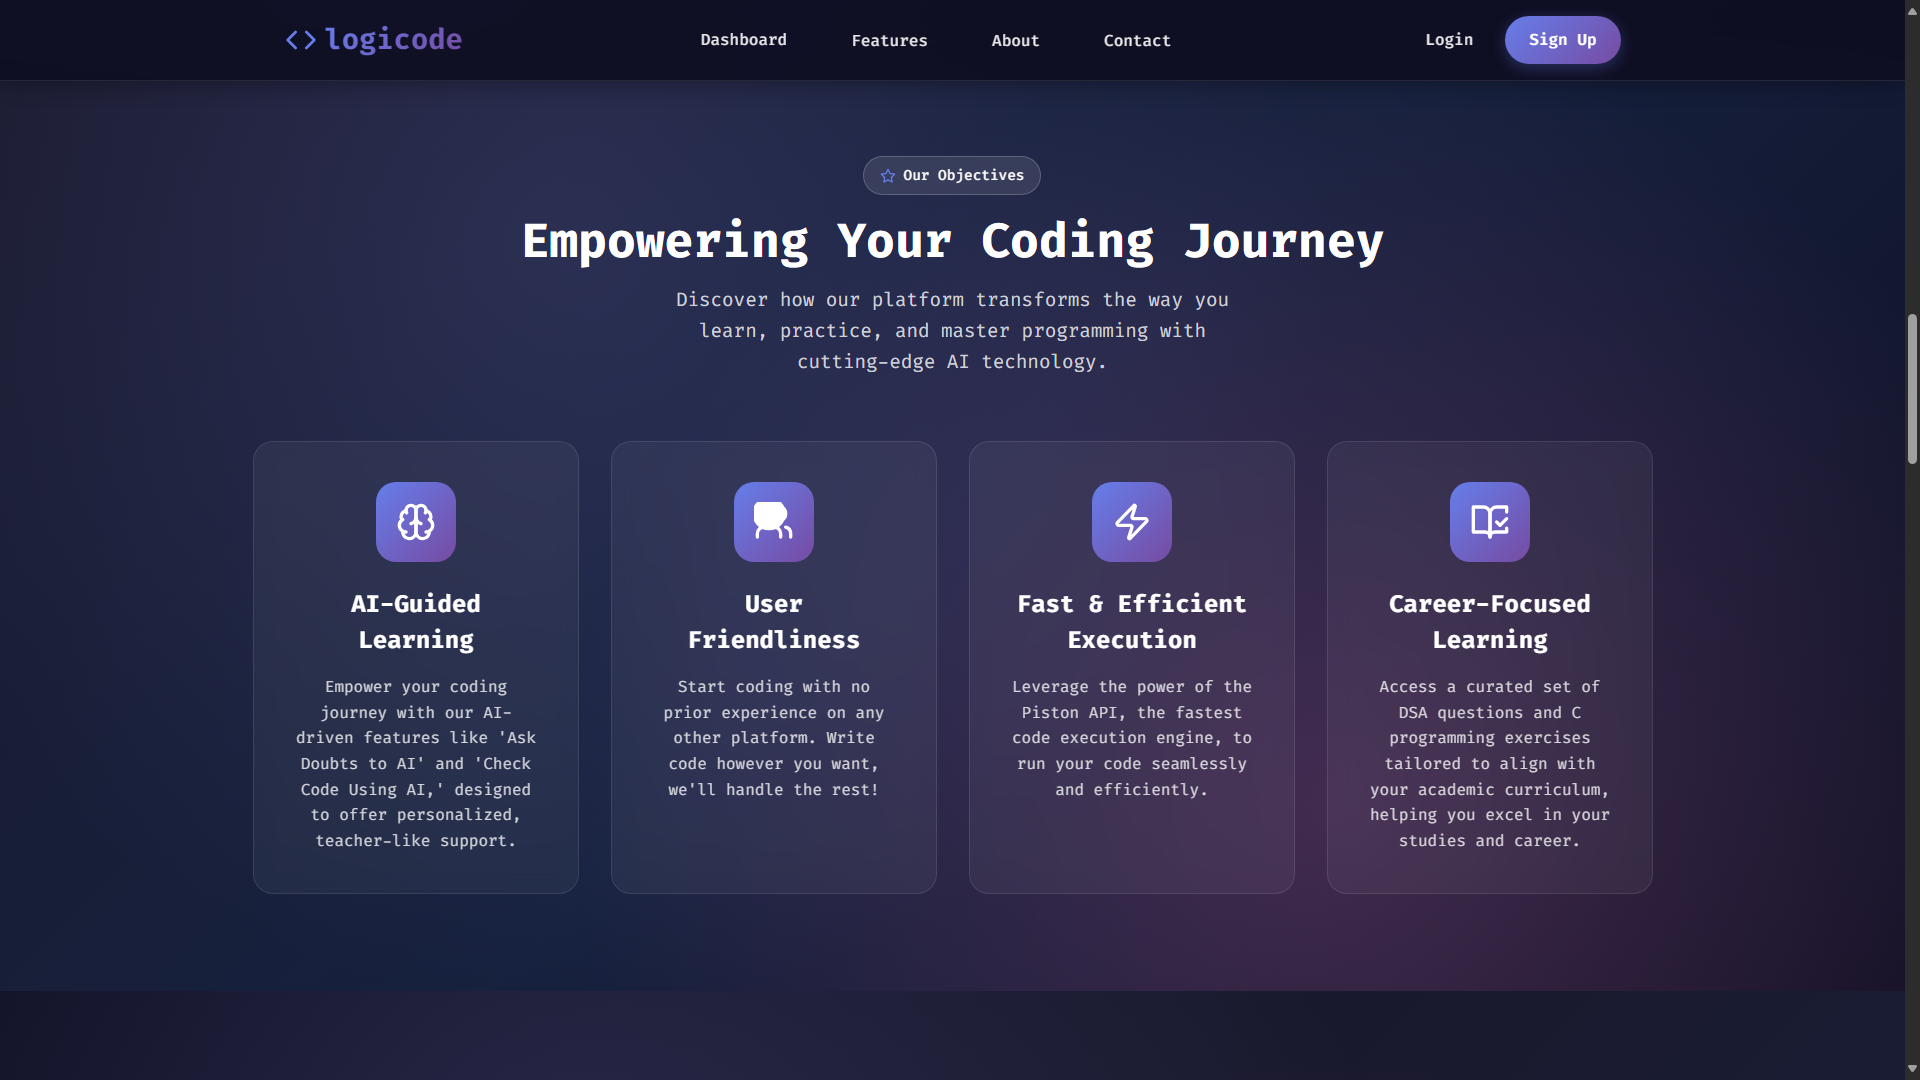 logicode
Dashboard
Features
About
Contact
Login
Sign Up
Our Objectives
Empowering Your Coding Journey
Discover how our platform transforms the way you
learn, practice, and master programming with
cutting-edge AI technology.
AI-Guided
Learning
Empower your coding
journey with our AI-
driven features like 'Ask
Doubts to AI' and 'Check
Code Using AI,' designed
to offer personalized,
teacher-like support.
User
Friendliness
Start coding with no
prior experience on any
other platform. Write
code however you want,
we'll handle the rest!
Fast & Efficient
Execution
Leverage the power of the
Piston API, the fastest
code execution engine, to
run your code seamlessly
and efficiently.
Career-Focused
Learning
Access a curated set of
DSA questions and C
programming exercises
tailored to align with
your academic curriculum,
helping you excel in your
studies and career.